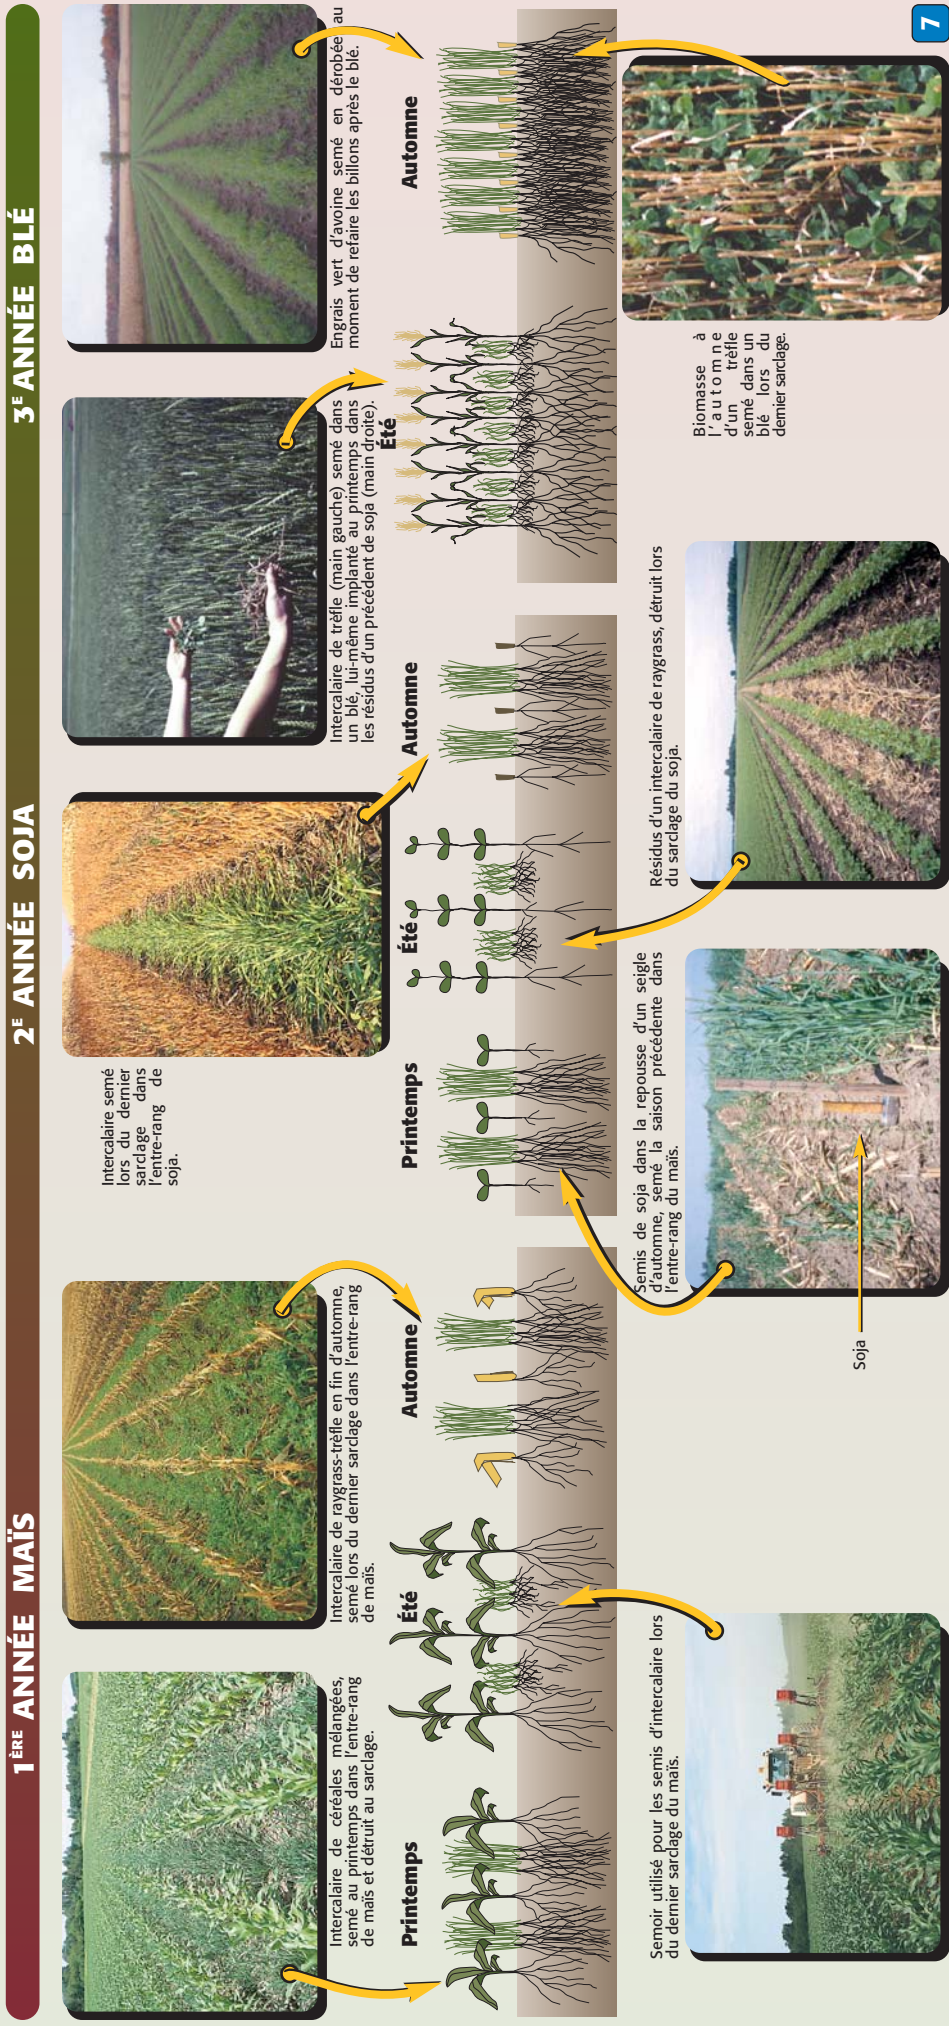 1ÈRE ANNÉE MAÏS
2E ANNÉE SOJA
3E ANNÉE BLÉ
Intercalaire de céréales mélangées,
semé au printemps dans l'entre-rang
de maïs et détruit au sarclage.
Intercalaire de raygrass-trèfle en fin d'automne,
semé lors du dernier sarclage dans l'entre-rang
de maïs.
Intercalaire semé
lors du dernier
sarclage dans
l'entre-rang de
soja.
Intercalaire de trèfle (main gauche) semé dans
un blé, lui-même implanté au printemps dans
les résidus d'un précédent de soja (main droite).
Engrais vert d'avoine semé en dérobée au
moment de refaire les billons après le blé.
Printemps
Été
Automne
Printemps
Été
Automne
Été
Automne
Semoir utilisé pour les semis d'intercalaire lors
du dernier sarclage du maïs.
Soja
Semis de soja dans la repousse d'un seigle
d'automne, semé la saison précédente dans
l'entre-rang du maïs.
Résidus d'un intercalaire de raygrass, détruit lors
du sarclage du soja.
Biomasse à
l'automne
d'un trèfle
semé dans un
blé lors du
dernier sarclage.
7